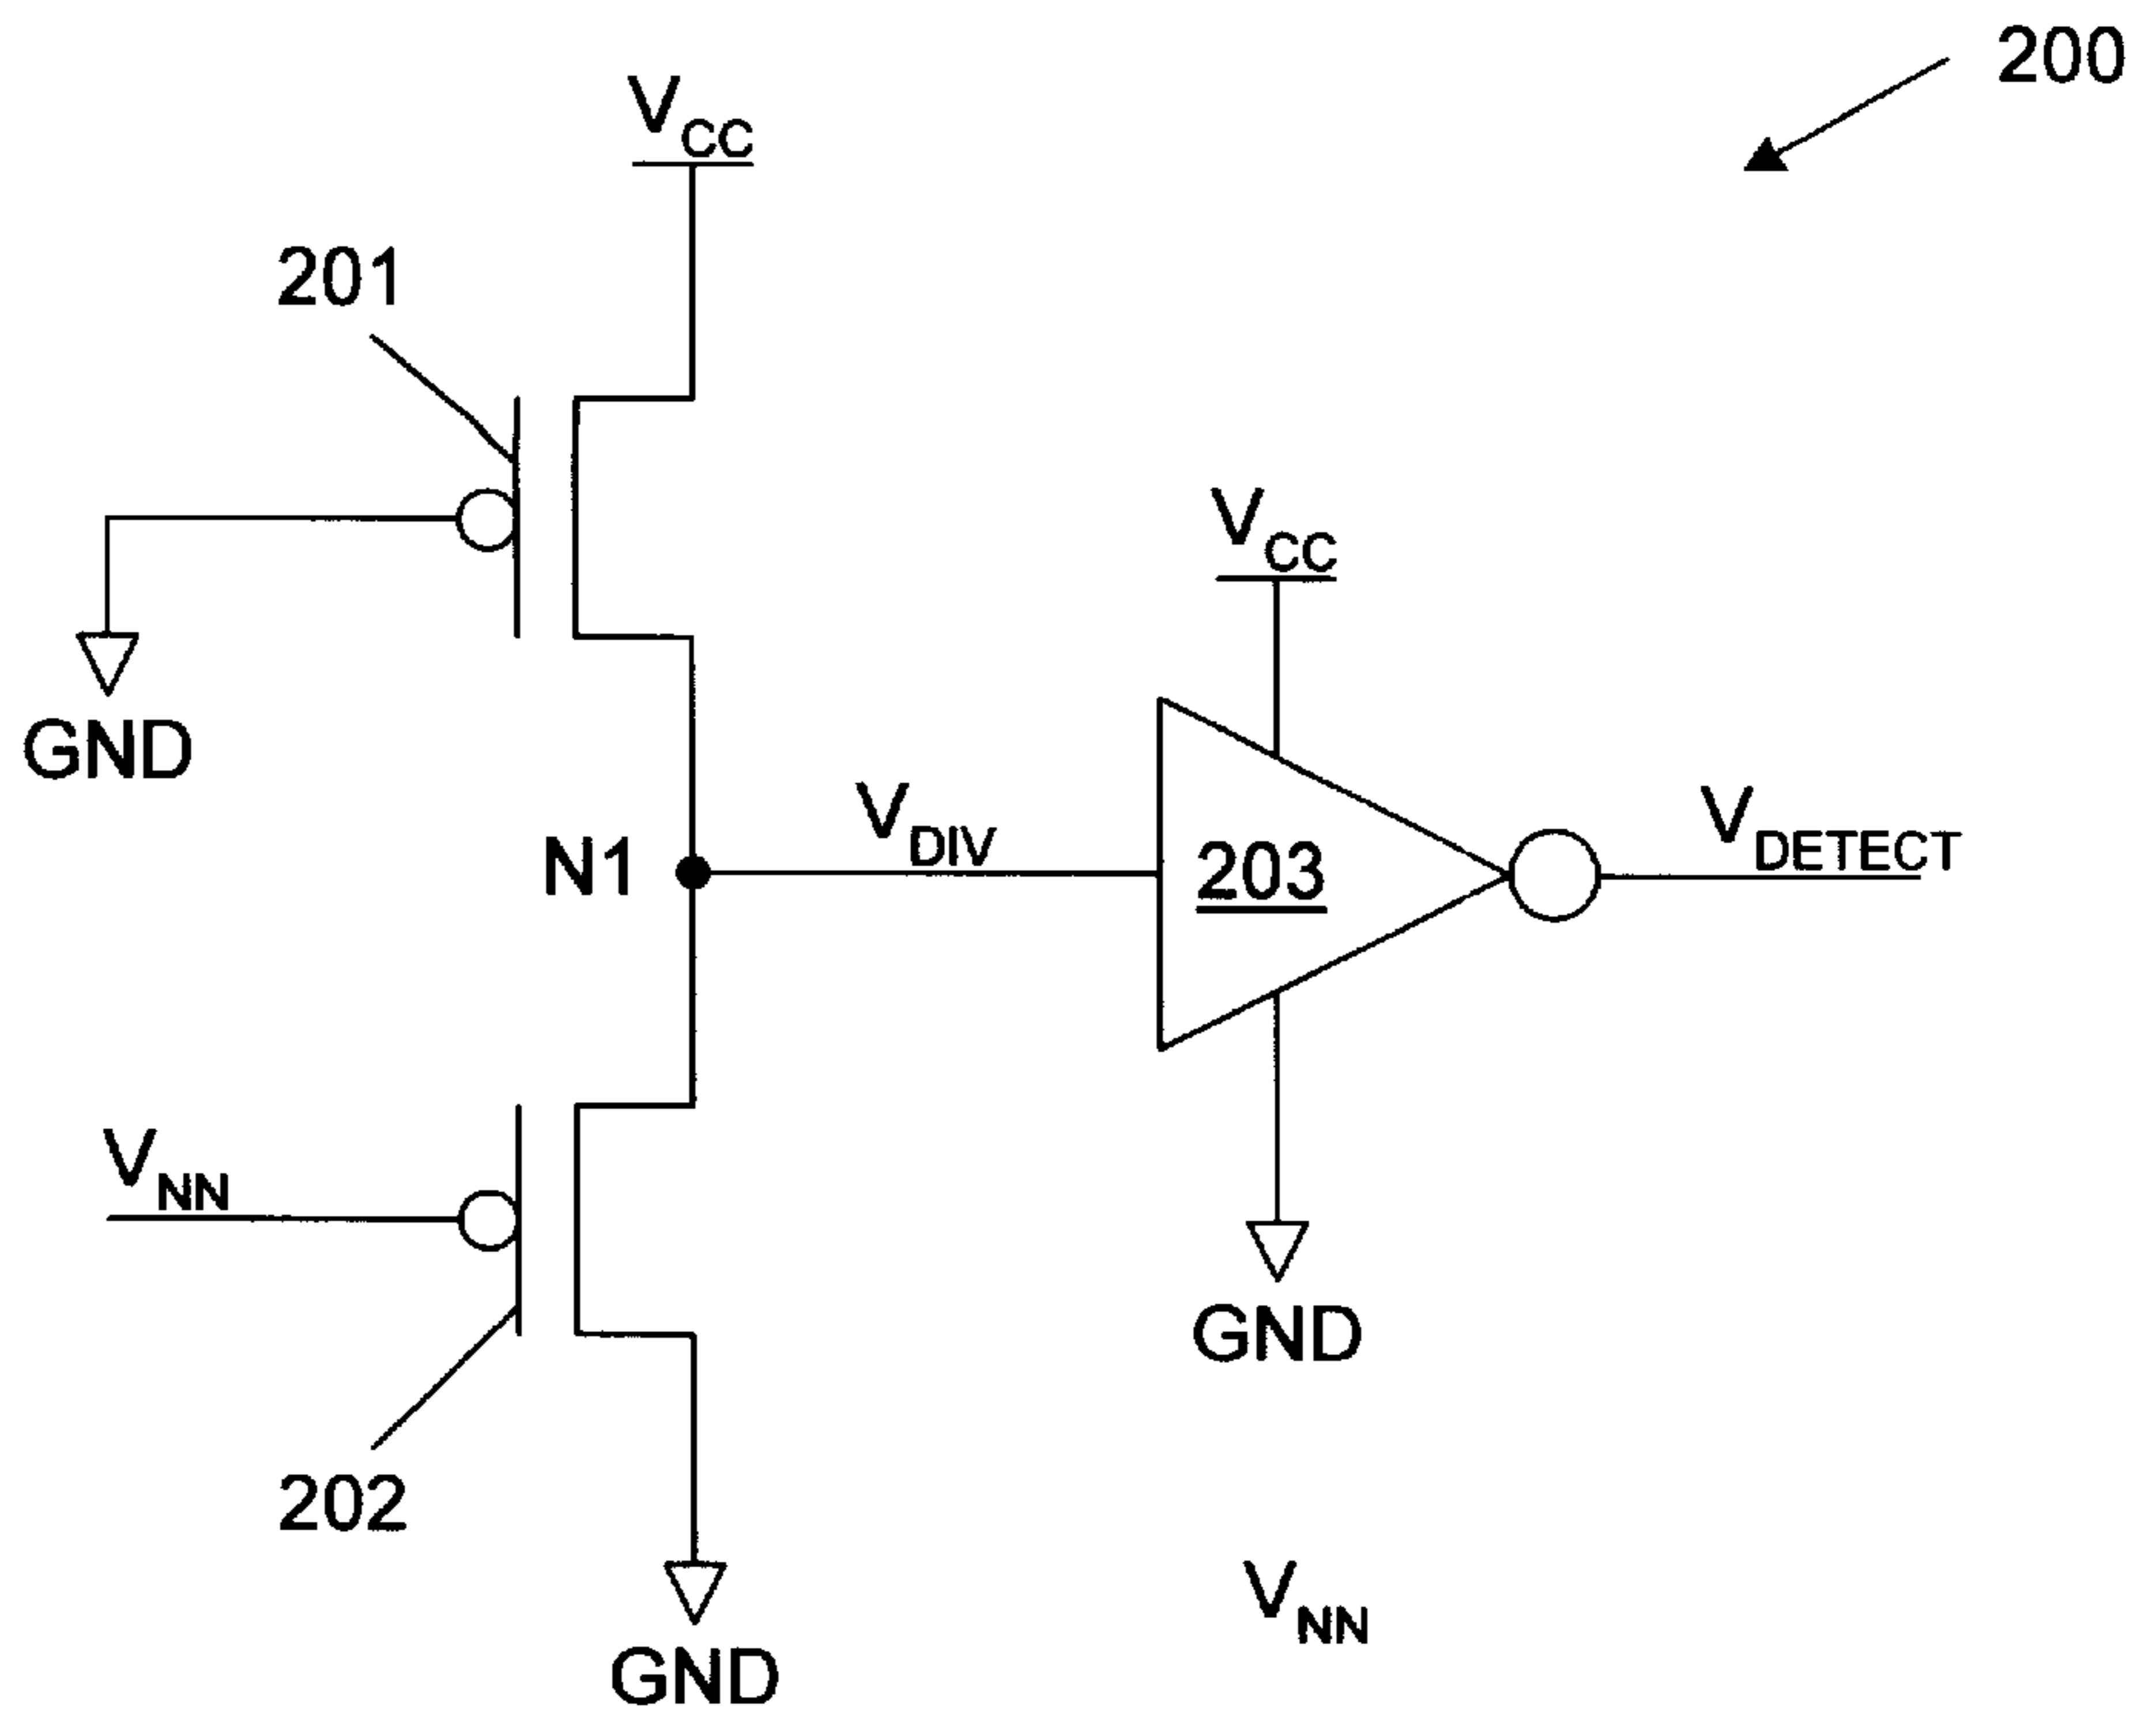 200
VCC
201
VCC
GND
VDIV
VDETECT
N1
203
VNN
GND
202
VNN
GND